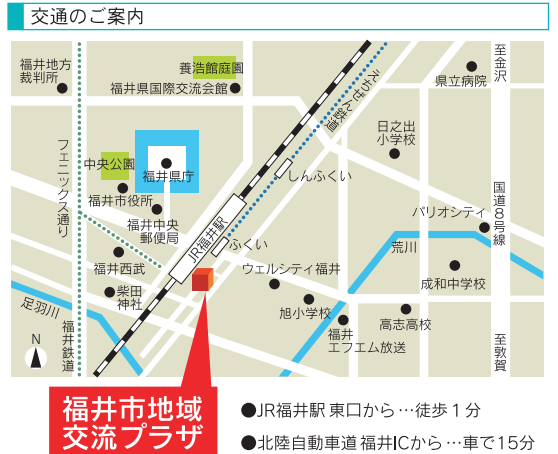 交通のご案内
福井地方
裁判所
養浩館庭園
福井県国際交流会館
えちぜん鉄道
至金沢
県立病院
日之出
小学校
フェニックス通り
中央公園
福井県庁
しんふくい
福井市役所
福井中央
郵便局
JR福井駅
ふくい
国道8号線
バリオシティ
荒川
福井西武
ウェルシティ福井
成和中学校
柴田
神社
足羽川
旭小学校
高志高校
福井
エフエム放送
N
福井鉄道
至敦賀
福井市地域
交流プラザ
●JR福井駅 東口から…徒歩1分
●北陸自動車道 福井ICから…車で15分